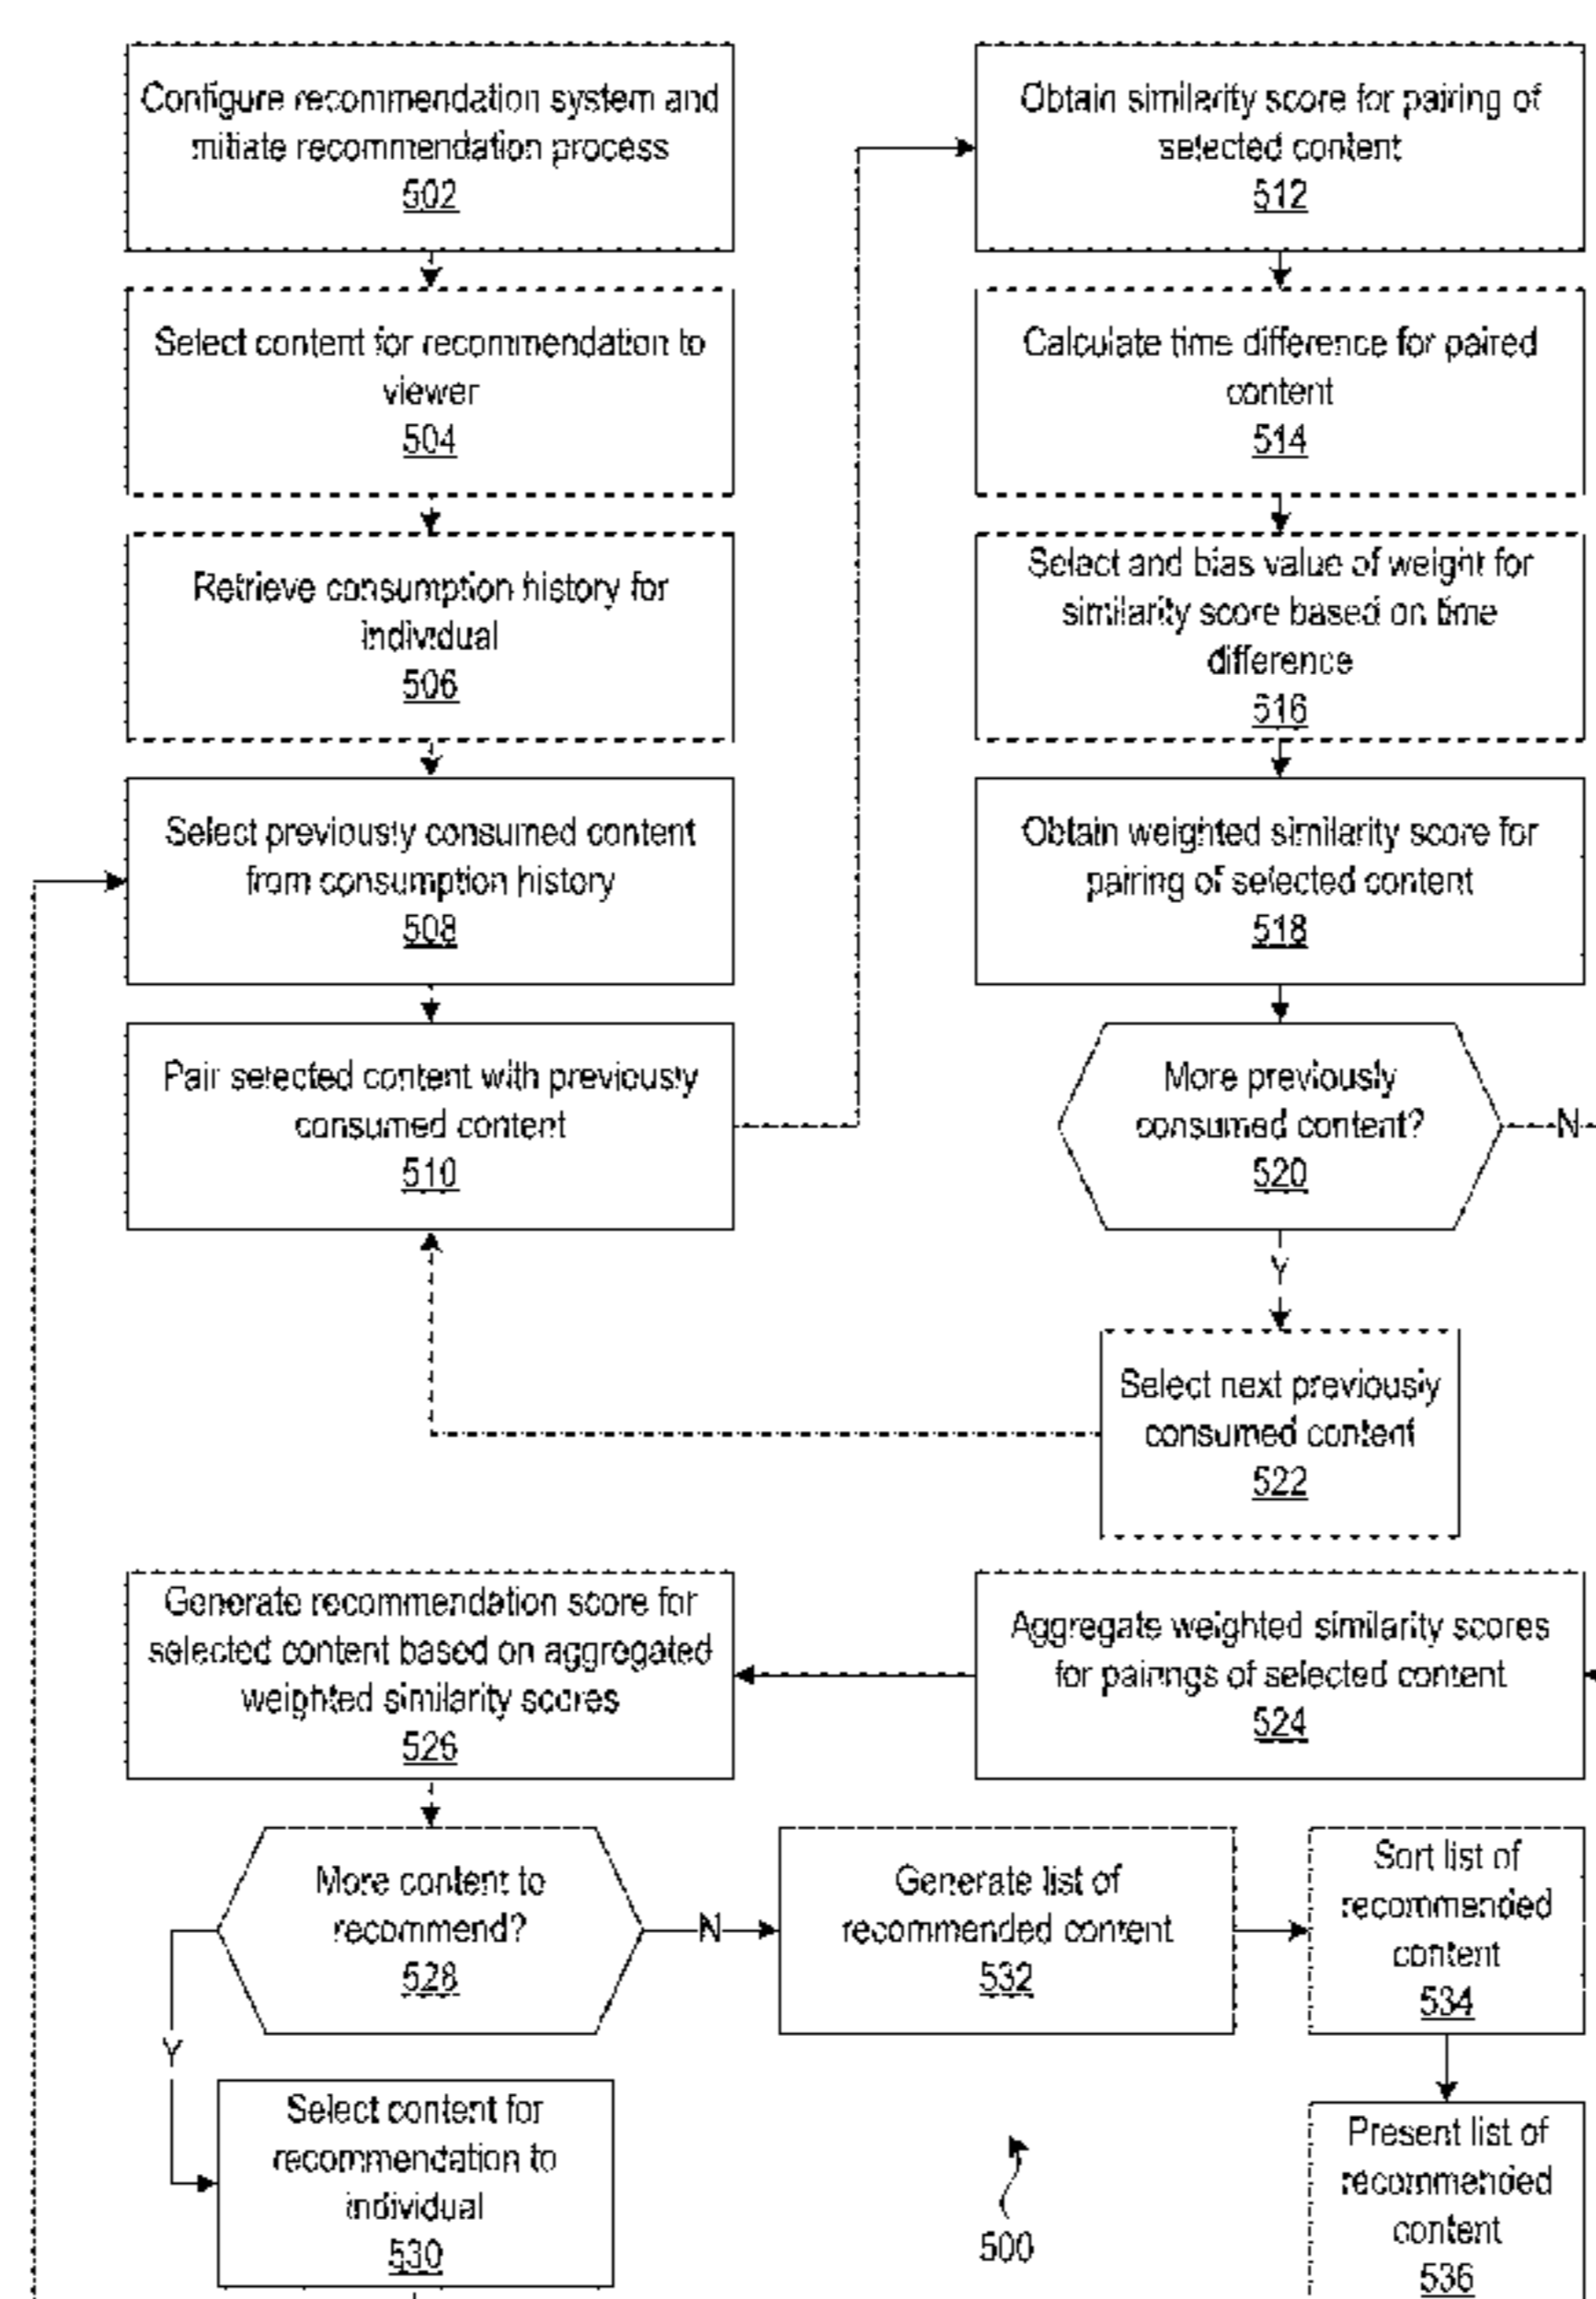 Configure recommendation system and
initiate recommendation process
502
Select content for recommendation to
viewer
504
Retrieve consumption history for
individual
506
Select previously consumed content
from consumption history
508
Pair selected content with previously
consumed content
510
Obtain similarity score for pairing of
selected content
512
Calculate time difference for paired
content
514
Select and bias value of weight for
similarity score based on time
difference
516
Obtain weighted similarity score for
pairing of selected content
518
More previously
consumed content?
520
N
Y
Select next previously
consumed content
522
Aggregate weighted similarity scores
for pairings of selected content
524
Generate recommendation score for
selected content based on aggregated
weighted similarity scores
526
More content to
recommend?
528
N
Y
Select content for
recommendation to
individual
530
Generate list of
recommended content
532
Sort list of
recommended
content
534
Present list of
recommended
content
536
500